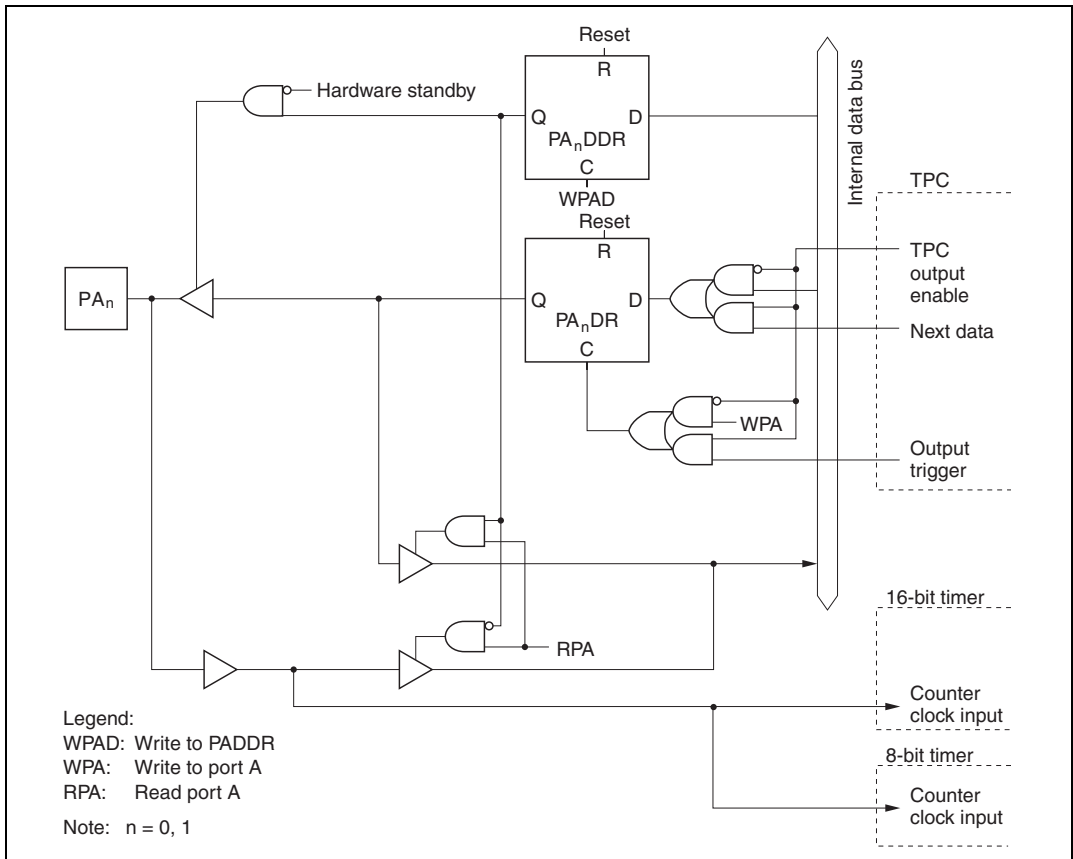 Reset
R
Hardware standby
Q
D
PAnDDR
C
WPAD
Internal data bus
TPC
Reset
R
TPC
output
enable
PAn
Q
D
PAnDR
Next data
C
WPA
Output
trigger
16-bit timer
RPA
Counter
clock input
Legend:
WPAD: Write to PADDR
WPA: Write to port A
RPA: Read port A
Note: n = 0, 1
8-bit timer
Counter
clock input